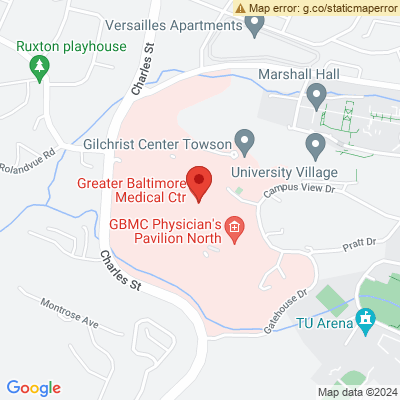 Map error: g.co/staticmaperror
Versailles Apartments
Ruxton playhouse
Charles St
Marshall Hall
Gilchrist Center Towson
Rolandvue Rd
University Village
Greater Baltimore
Medical Ctr
Campus View Dr
GBMC Physician's
Pavilion North
Pratt Dr
Charles St
Montrose Ave
Gatehouse Dr
TU Arena
Google
Map data ©2024